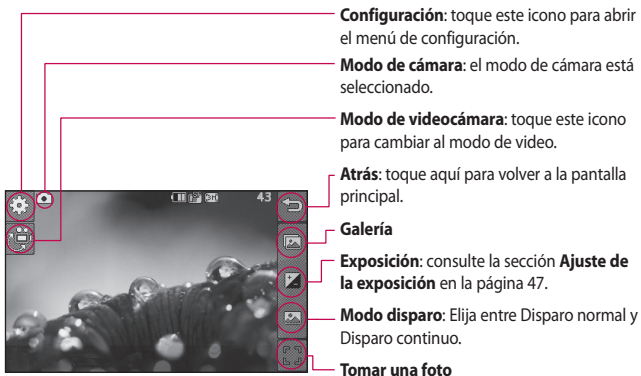 Configuración: toque este icono para abrir
el menú de configuración.
Modo de cámara: el modo de cámara está
seleccionado.
Modo de videocámara: toque este icono
para cambiar al modo de video.
Atrás: toque aquí para volver a la pantalla
principal.
43
Galería
Exposición: consulte la sección Ajuste de
la exposición en la página 47.
Modo disparo: Elija entre Disparo normal y
Disparo continuo.
Tomar una foto